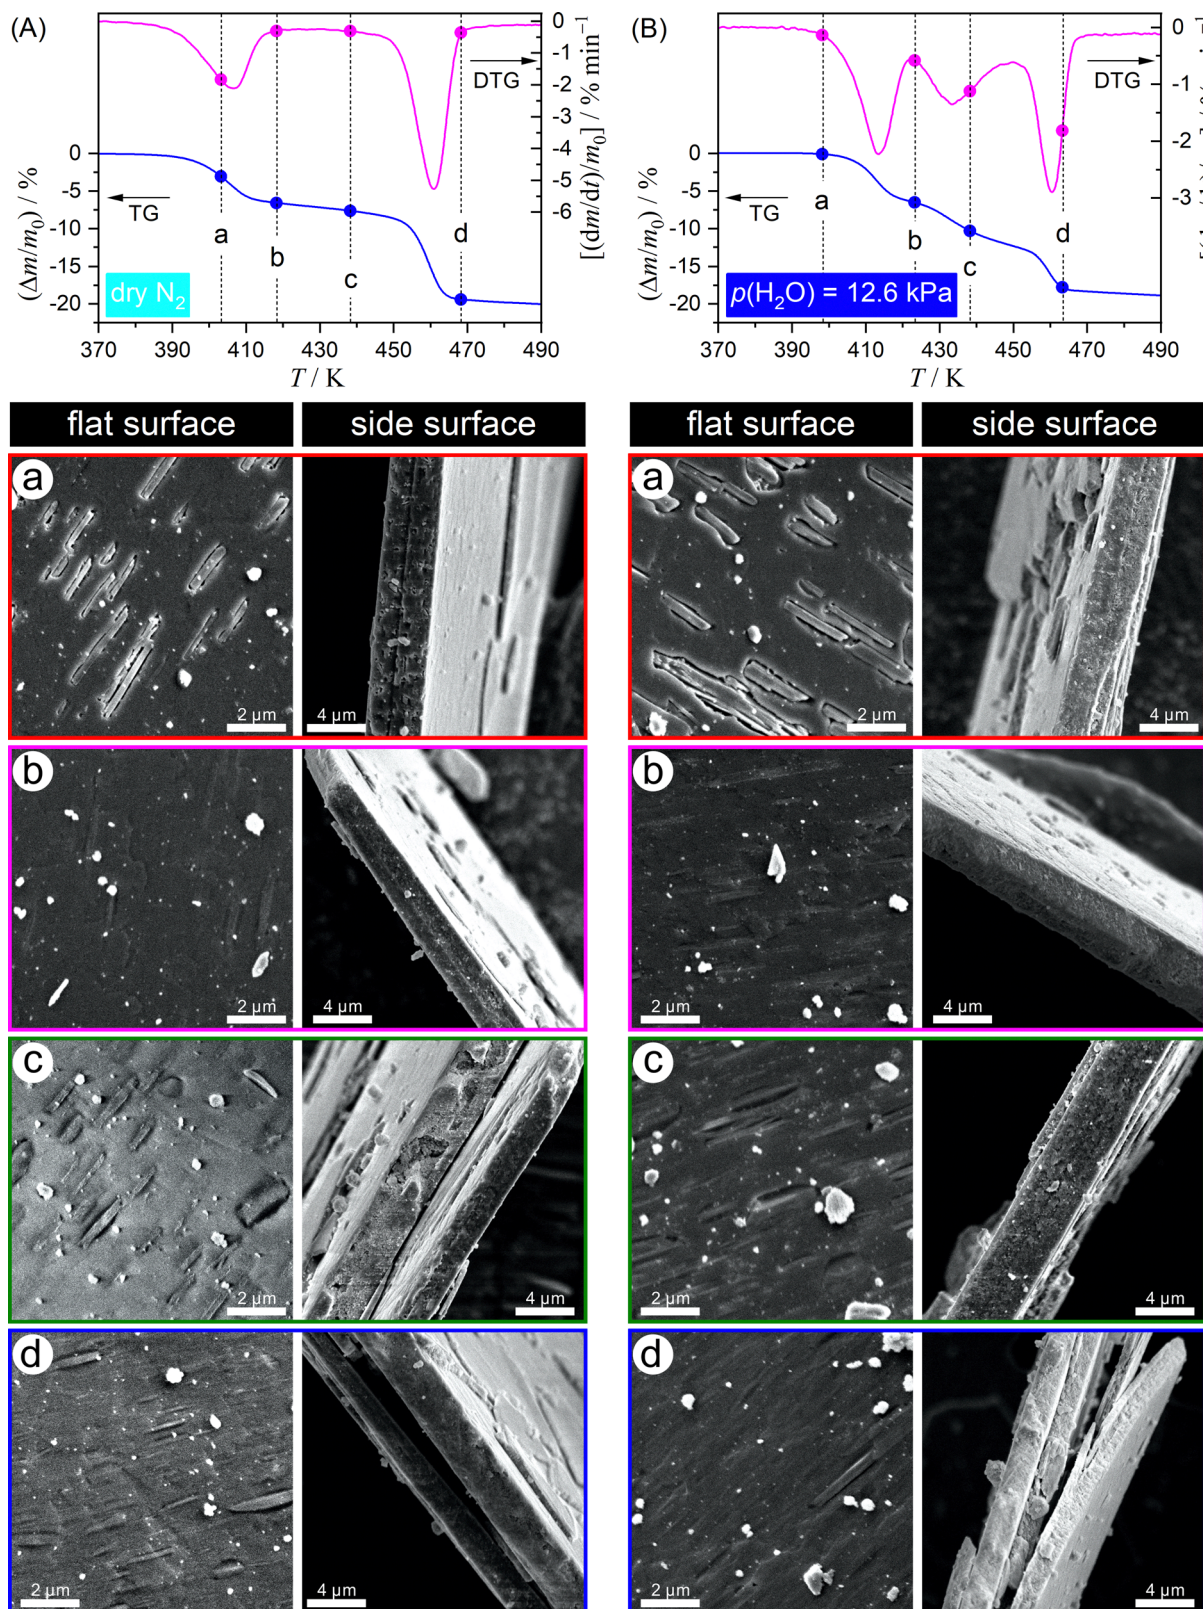 (A)
0
-1
-2
-3
-4
-5
-6
DTG
[(dm/dt)/m₀] / % min⁻¹
0
-5
-10
-15
-20
(Δm/m₀) / %
TG
a
b
c
d
dry N₂
370
390
410
430
450
470
490
T / K
(B)
0
-1
-2
-3
DTG
0
-5
-10
-15
-20
(Δm/m₀) / %
TG
a
b
c
d
p(H₂O) = 12.6 kPa
370
390
410
430
450
470
490
T / K
flat surface
side surface
flat surface
side surface
a
2 μm
4 μm
a
2 μm
4 μm
b
2 μm
4 μm
b
2 μm
4 μm
c
2 μm
4 μm
c
2 μm
4 μm
d
2 μm
4 μm
d
2 μm
4 μm